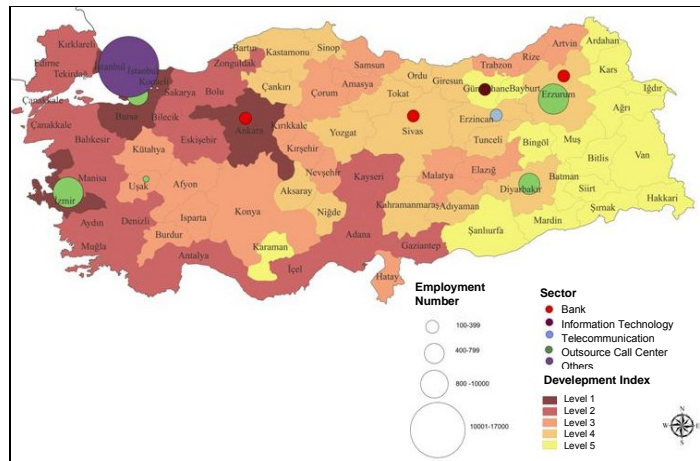 Kırklareli
Edirne
Tekirdağ
İstanbul
İstanbul
Kocaeli
Sakarya
Çanakkale
Çanakkale
Bursa
Bilecik
Balıkesir
Bolu
Zonguldak
Bartın
Kastamonu
Sinop
Çankırı
Samsun
Çorum
Amasya
Ordu
Giresun
Tokat
Trabzon
Rize
Artvin
Ardahan
Kars
Iğdır
Bayburt
Erzurum
Ağrı
Eskişehir
Ankara
Kırıkkale
Kırşehir
Yozgat
Sivas
Erzincan
Tunceli
Bingöl
Muş
Bitlis
Van
Kütahya
Manisa
Uşak
Afyon
İzmir
Aydın
Denizli
Muğla
Isparta
Burdur
Antalya
Konya
Aksaray
Nevşehir
Niğde
Kayseri
Karaman
İçel
Adana
Kahramanmaraş
Malatya
Elazığ
Adıyaman
Diyarbakır
Batman
Siirt
Şırnak
Hakkari
Mardin
Şanlıurfa
Gaziantep
Hatay
Employment
Number
100-399
400-799
800 -10000
10001-17000
Sector
Bank
Information Technology
Telecommunication
Outsource Call Center
Others
Development Index
Level 1
Level 2
Level 3
Level 4
Level 5
N
W
E
S